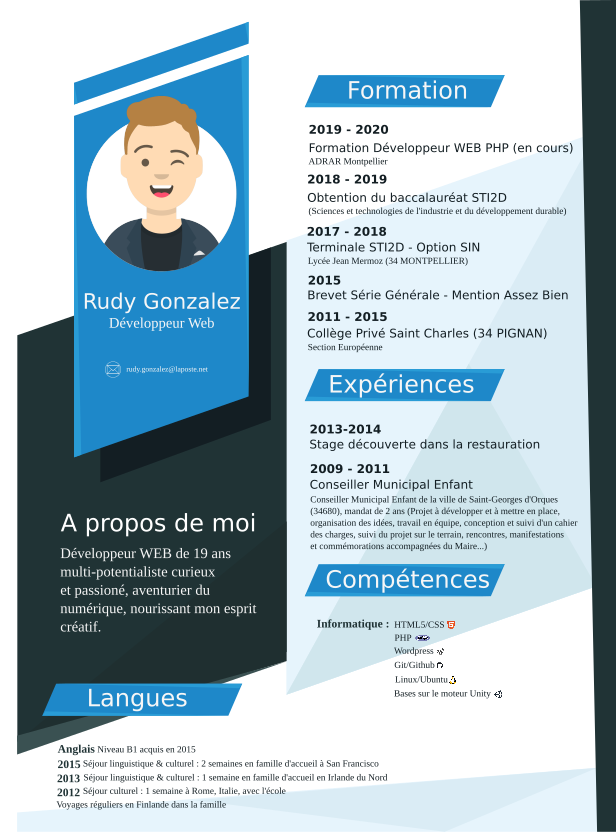 Rudy Gonzalez
Développeur Web
rudy.gonzalez@laposte.net
A propos de moi
Développeur WEB de 19 ans
multi-potentialiste curieux
et passioné, aventurier du
numérique, nourissant mon esprit
créatif.
Langues
Anglais Niveau B1 acquis en 2015
2015 Séjour linguistique & culturel : 2 semaines en famille d'accueil à San Francisco
2013 Séjour linguistique & culturel : 1 semaine en famille d'accueil en Irlande du Nord
2012 Séjour culturel : 1 semaine à Rome, Italie, avec l'école
Voyages réguliers en Finlande dans la famille
Formation
2019 - 2020
Formation Développeur WEB PHP (en cours)
ADRAR Montpellier
2018 - 2019
Obtention du baccalauréat STI2D
(Sciences et technologies de l'industrie et du développement durable)
2017 - 2018
Terminale STI2D - Option SIN
Lycée Jean Mermoz (34 MONTPELLIER)
2015
Brevet Série Générale - Mention Assez Bien
2011 - 2015
Collège Privé Saint Charles (34 PIGNAN)
Section Européenne
Expériences
2013-2014
Stage découverte dans la restauration
2009 - 2011
Conseiller Municipal Enfant
Conseiller Municipal Enfant de la ville de Saint-Georges d'Orques
(34680), mandat de 2 ans (Projet à développer et à mettre en place,
organisation des idées, travail en équipe, conception et suivi d'un cahier
des charges, suivi du projet sur le terrain, rencontres, manifestations
et commémorations accompagnées du Maire...)
Compétences
Informatique : HTML5/CSS
PHP
Wordpress
Git/Github
Linux/Ubuntu
Bases sur le moteur Unity